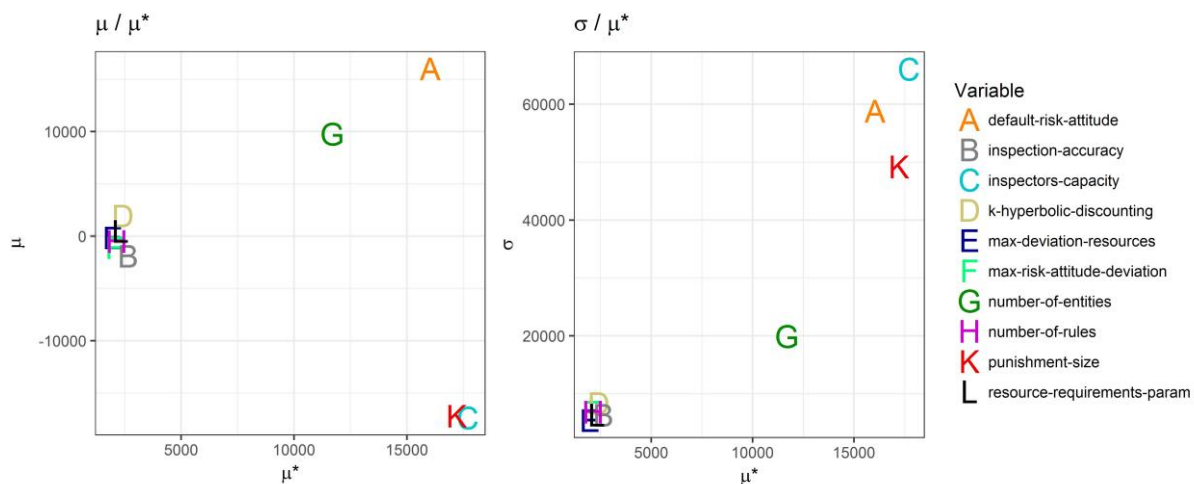 μ / μ*
10000
0
-10000
μ
A
G
D
E
L
H
F
B
K
C
5000
10000
15000
μ*
σ / μ*
60000
40000
20000
σ
C
A
K
G
D
F
H
B
E
L
5000
10000
15000
μ*
Variable
A default-risk-attitude
B inspection-accuracy
C inspectors-capacity
D k-hyperbolic-discounting
E max-deviation-resources
F max-risk-attitude-deviation
G number-of-entities
H number-of-rules
K punishment-size
L resource-requirements-param